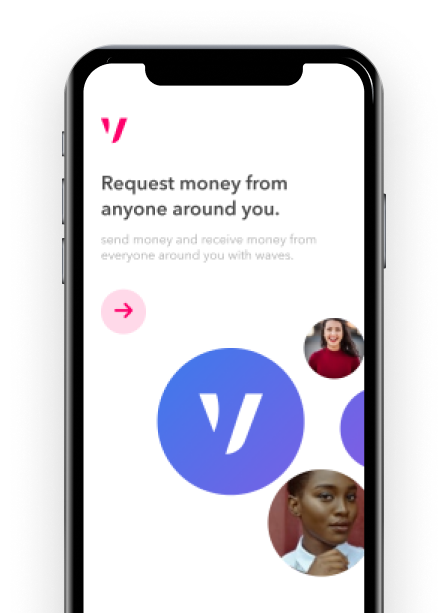 Request money from
anyone around you.
send money and receive money from
everyone around you with waves.